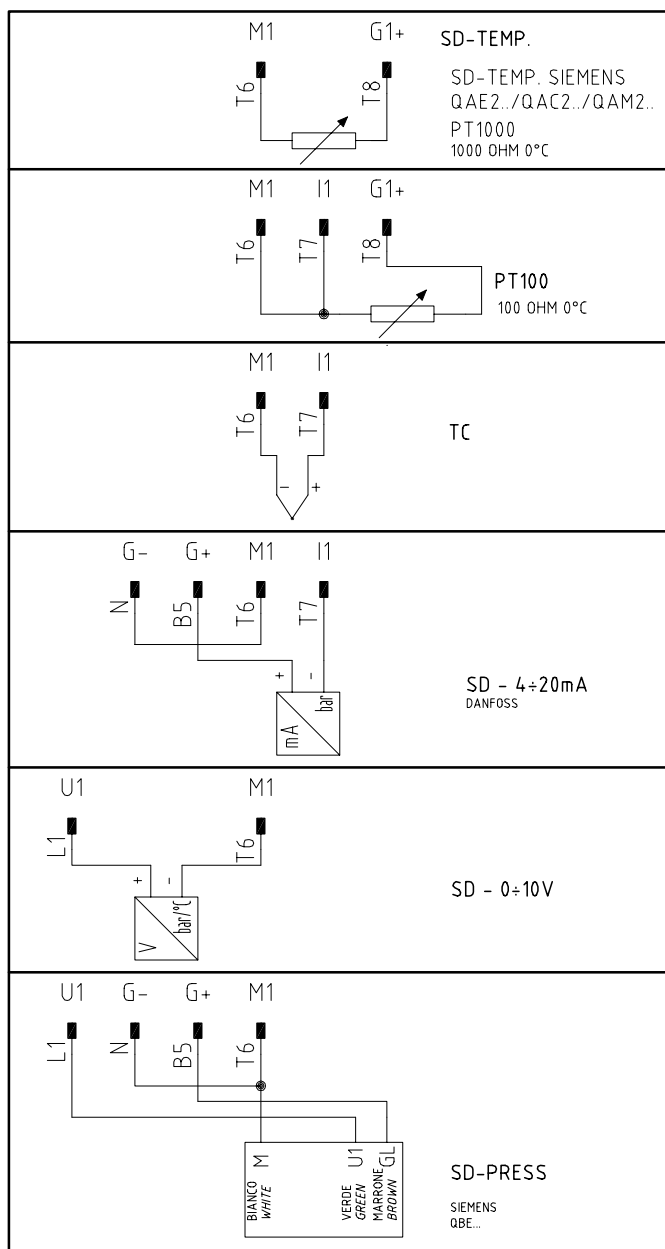 M1 G1+ SD-TEMP.
T6 T8
SD-TEMP. SIEMENS
QAE2../QAC2../QAM2..
PT1000
1000 OHM 0°C
M1 I1 G1+
T6 T7 T8
PT100
100 OHM 0°C
M1 I1
T6 T7
TC
- +
G- G+ M1 I1
N B5 T6 T7
+ -
mA bar
SD - 4÷20mA
DANFOSS
U1 M1
L1 T6
+ -
V bar/°C
SD - 0÷10V
U1 G- G+ M1
L1 N B5 T6
M U1 GL
BIANCO
WHITE
VERDE
GREEN
MARRONE
BROWN
SD-PRESS
SIEMENS
QBE...